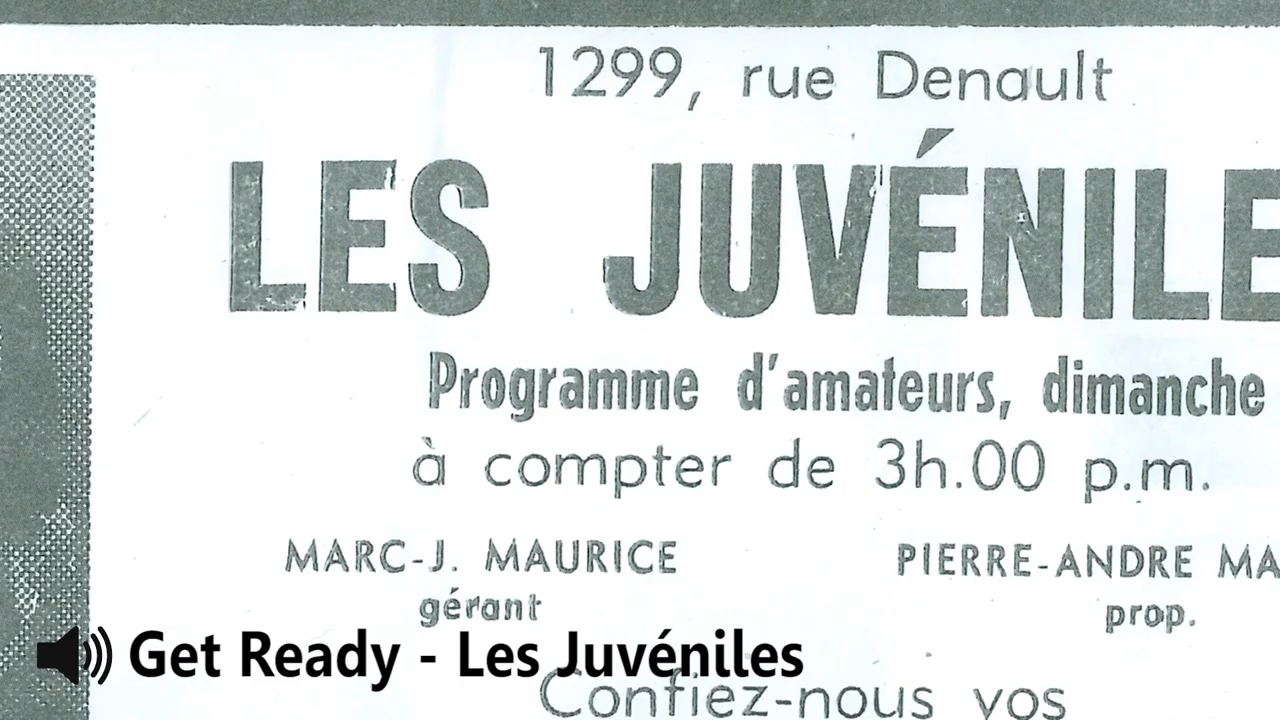 1299, rue Denault
LES JUVÉNILE
Programme d'amateurs, dimanche
à compter de 3h.00 p.m.
MARC-J. MAURICE PIERRE-ANDRE MA
gérant prop.
Get Ready - Les Juvéniles
Confiez-nous vos